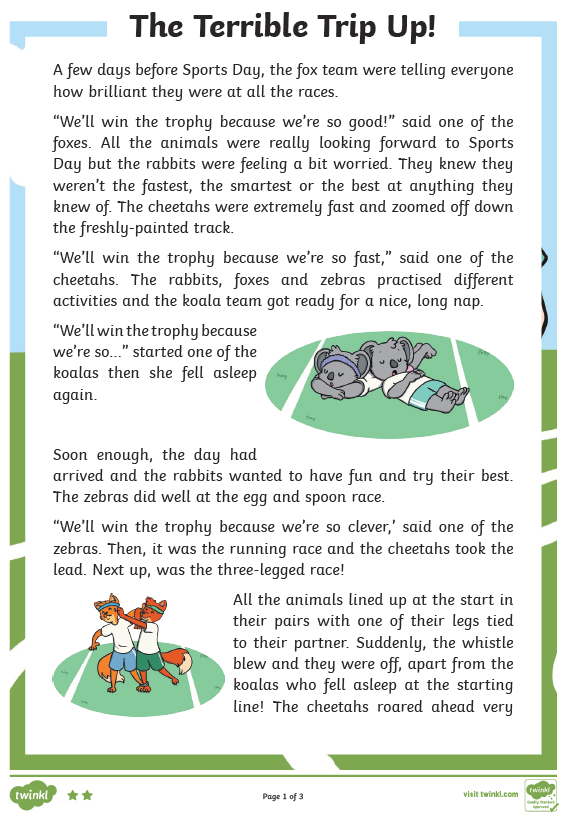 The Terrible Trip Up!
A few days before Sports Day, the fox team were telling everyone
how brilliant they were at all the races.
“We’ll win the trophy because we’re so good!” said one of the
foxes. All the animals were really looking forward to Sports
Day but the rabbits were feeling a bit worried. They knew they
weren’t the fastest, the smartest or the best at anything they
knew of. The cheetahs were extremely fast and zoomed off down
the freshly-painted track.
“We’ll win the trophy because we’re so fast,” said one of the
cheetahs. The rabbits, foxes and zebras practised different
activities and the koala team got ready for a nice, long nap.
“We’ll win the trophy because
we’re so...” started one of the
koalas then she fell asleep
again.
Soon enough, the day had
arrived and the rabbits wanted to have fun and try their best.
The zebras did well at the egg and spoon race.
“We’ll win the trophy because we’re so clever,’ said one of the
zebras. Then, it was the running race and the cheetahs took the
lead. Next up, was the three-legged race!
All the animals lined up at the start in
their pairs with one of their legs tied
to their partner. Suddenly, the whistle
blew and they were off, apart from the
koalas who fell asleep at the starting
line! The cheetahs roared ahead very
twinkl
Page 1 of 3
visit twinkl.com
twinkl
Quality Standard
Approved